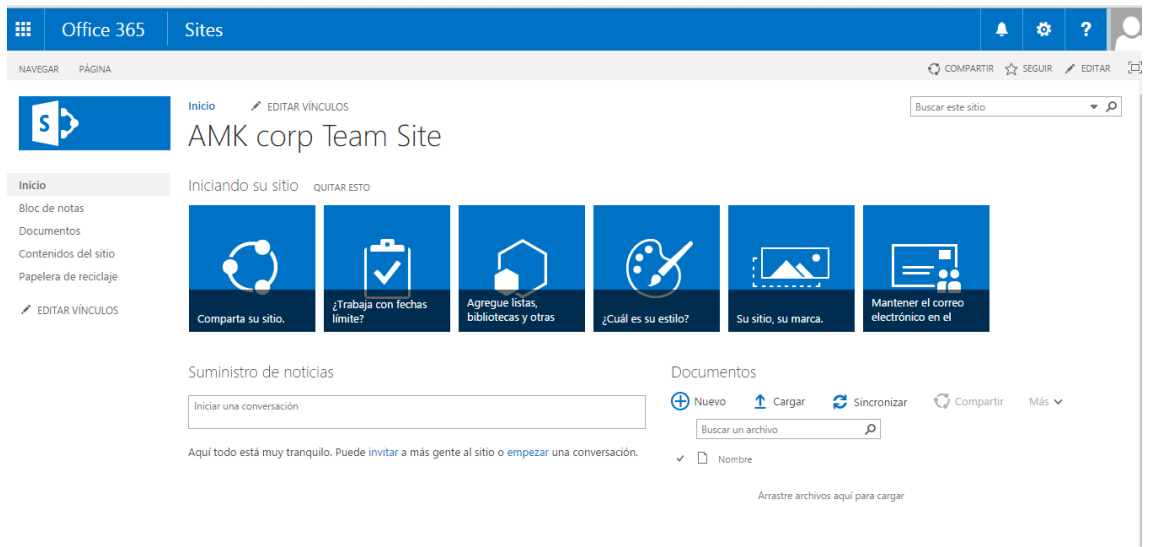 Office 365
Sites
?
NAVEGAR PÁGINA
COMPARTIR SEGUIR EDITAR
S
Inicio EDITAR VÍNCULOS
Buscar este sitio
AMK corp Team Site
Inicio
Bloc de notas
Documentos
Contenidos del sitio
Papelera de reciclaje
EDITAR VÍNCULOS
Iniciando su sitio QUITAR ESTO
Comparta su sitio.
¿Trabaja con fechas
límite?
Agregue listas,
bibliotecas y otras
¿Cuál es su estilo?
Su sitio, su marca.
Mantener el correo
electrónico en el
Suministro de noticias
Iniciar una conversación
Aquí todo está muy tranquilo. Puede invitar a más gente al sitio o empezar una conversación.
Documentos
Nuevo Cargar Sincronizar Compartir Más
Buscar un archivo
Nombre
Arrastre archivos aquí para cargar